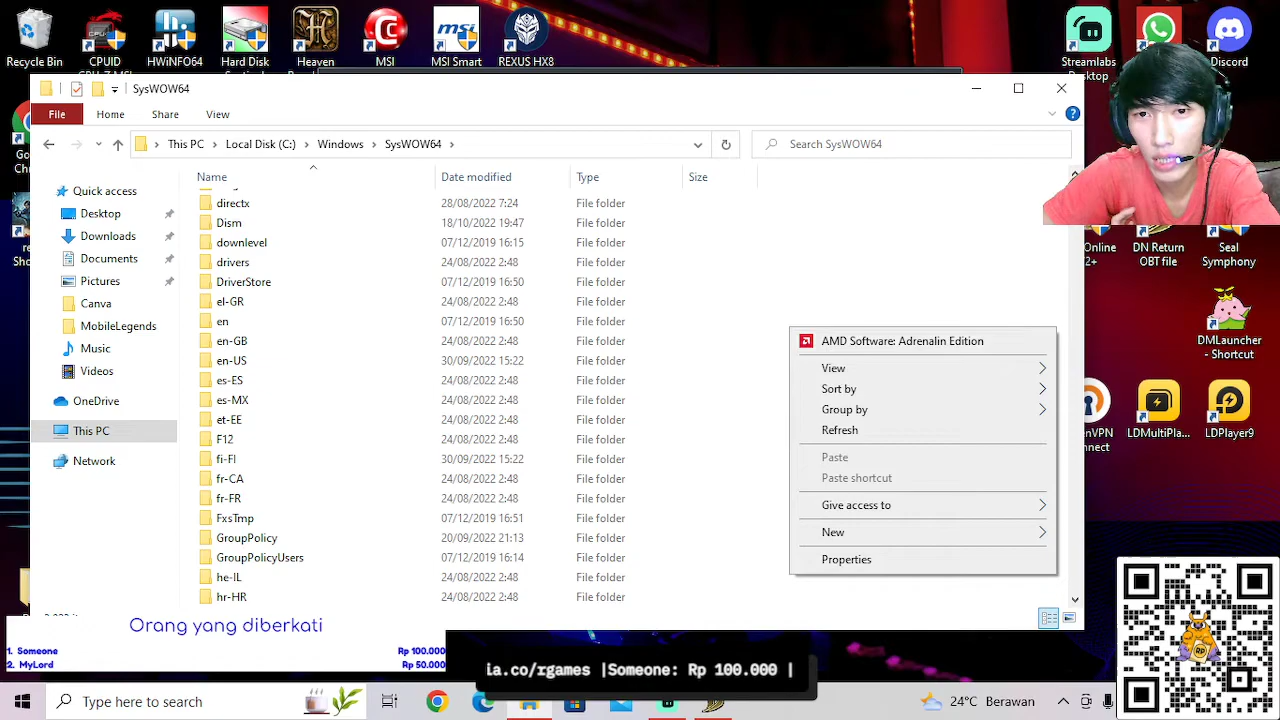 CPUID
HWiNFO64
Hard Disk
Heaven
MSI
MSI Smart
REXUS HX8
Streamlabs
WhatsApp
Discord
SysWOW64
File
Home
Share
View
This PC > Local Disk (C:) > Windows > SysWOW64 >
Search SysWOW64
Name
Date modified
Type
Size
Quick access
Desktop
Downloads
Documents
Pictures
Canva
MobileLegends
Music
Videos
OneDrive
This PC
Network
directx 28/08/2022 7:24 File folder
Dism 18/10/2022 19:47 File folder
downlevel 07/12/2019 16:15 File folder
drivers 24/08/2022 2:48 File folder
DriverStore 07/12/2019 16:50 File folder
el-GR 24/08/2022 2:48 File folder
en 07/12/2019 16:50 File folder
en-GB 24/08/2022 2:48 File folder
en-US 30/09/2022 15:22 File folder
es-ES 24/08/2022 2:48 File folder
es-MX 24/08/2022 2:48 File folder
et-EE 24/08/2022 2:48 File folder
F12 24/08/2022 2:48 File folder
fi-FI 30/09/2022 15:22 File folder
fr-CA 24/08/2022 2:48 File folder
fr-FR 24/08/2022 2:48 File folder
FxsTmp 07/12/2019 16:51 File folder
GroupPolicy 20/09/2022 21:13 File folder
GroupPolicyUsers 07/12/2019 16:14 File folder
he-IL 24/08/2022 2:48 File folder
hr-HR 24/08/2022 2:48 File folder
AMD Software: Adrenalin Edition
View
Sort by
Group by
Refresh
Paste
Paste shortcut
Give access to
New
Properties
Online
2+
DN Return
OBT file
Seal
Symphony
DMLauncher
- Shortcut
LDMultiPla...
LDPlayer9
Orang yang diberkati
1. Someone Rp 100.000
2. MyLord Rp 50.000
|Someone: Rp 100.000
RP
Type here to search
Berawan